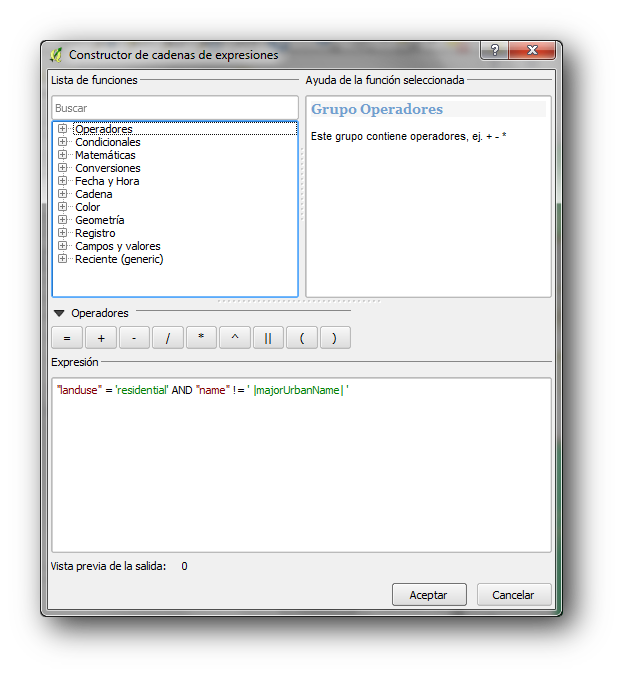 Constructor de cadenas de expresiones
?
X
Lista de funciones
Ayuda de la función seleccionada
Buscar
Operadores
Condicionales
Matemáticas
Conversiones
Fecha y Hora
Cadena
Color
Geometría
Registro
Campos y valores
Reciente (generic)
Grupo Operadores
Este grupo contiene operadores, ej. + - *
Operadores
= + - / * ^ || ( )
Expresión
"landuse" = 'residential' AND "name" != ' |majorUrbanName| '
Vista previa de la salida: 0
Aceptar
Cancelar